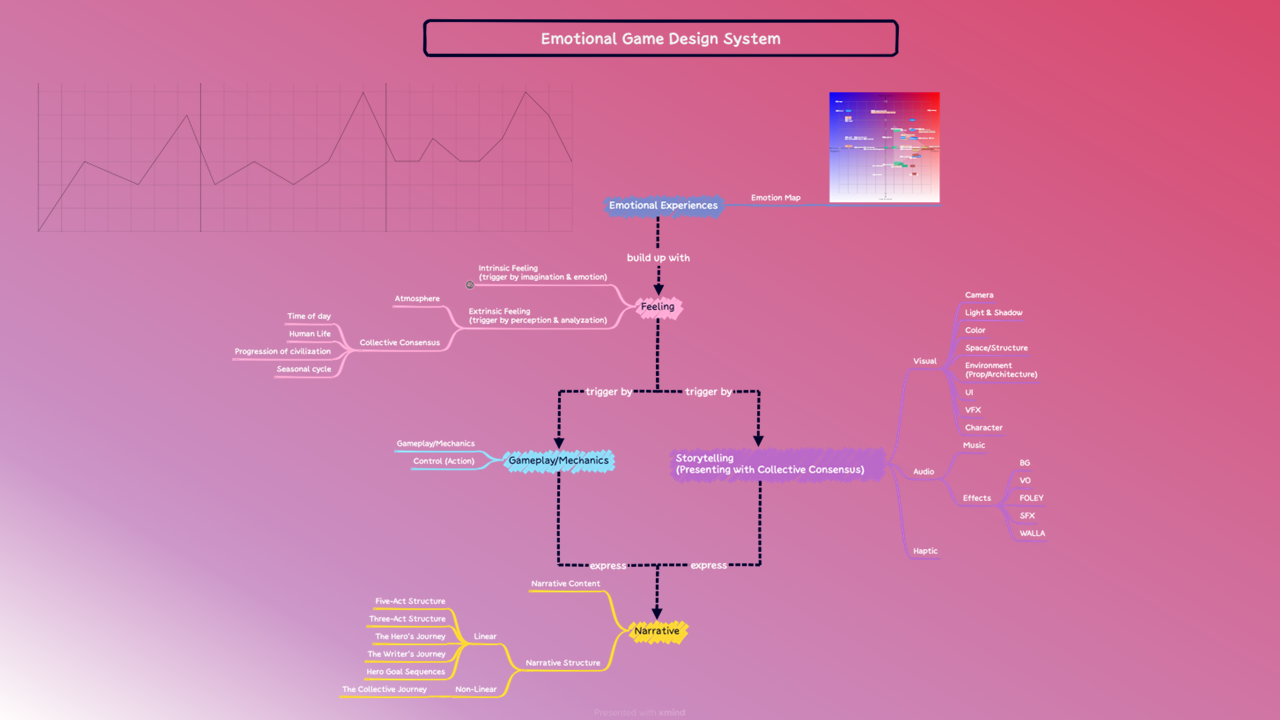 Emotional Game Design System
Emotional Experiences
Emotion Map
build up with
Intrinsic Feeling
(trigger by imagination & emotion)
Feeling
Atmosphere
Extrinsic Feeling
(trigger by perception & analyzation)
Time of day
Human Life
Collective Consensus
Progression of civilization
Seasonal cycle
trigger by
trigger by
Gameplay/Mechanics
Control (Action)
Gameplay/Mechanics
Storytelling
(Presenting with Collective Consensus)
Visual
Camera
Light & Shadow
Color
Space/Structure
Environment
(Prop/Architecture)
UI
VFX
Character
Audio
Music
Effects
BG
VO
FOLEY
SFX
WALLA
Haptic
express
express
Narrative
Narrative Content
Narrative Structure
Linear
Five-Act Structure
Three-Act Structure
The Hero's Journey
The Writer's Journey
Hero Goal Sequences
Non-Linear
The Collective Journey
Presented with xmind